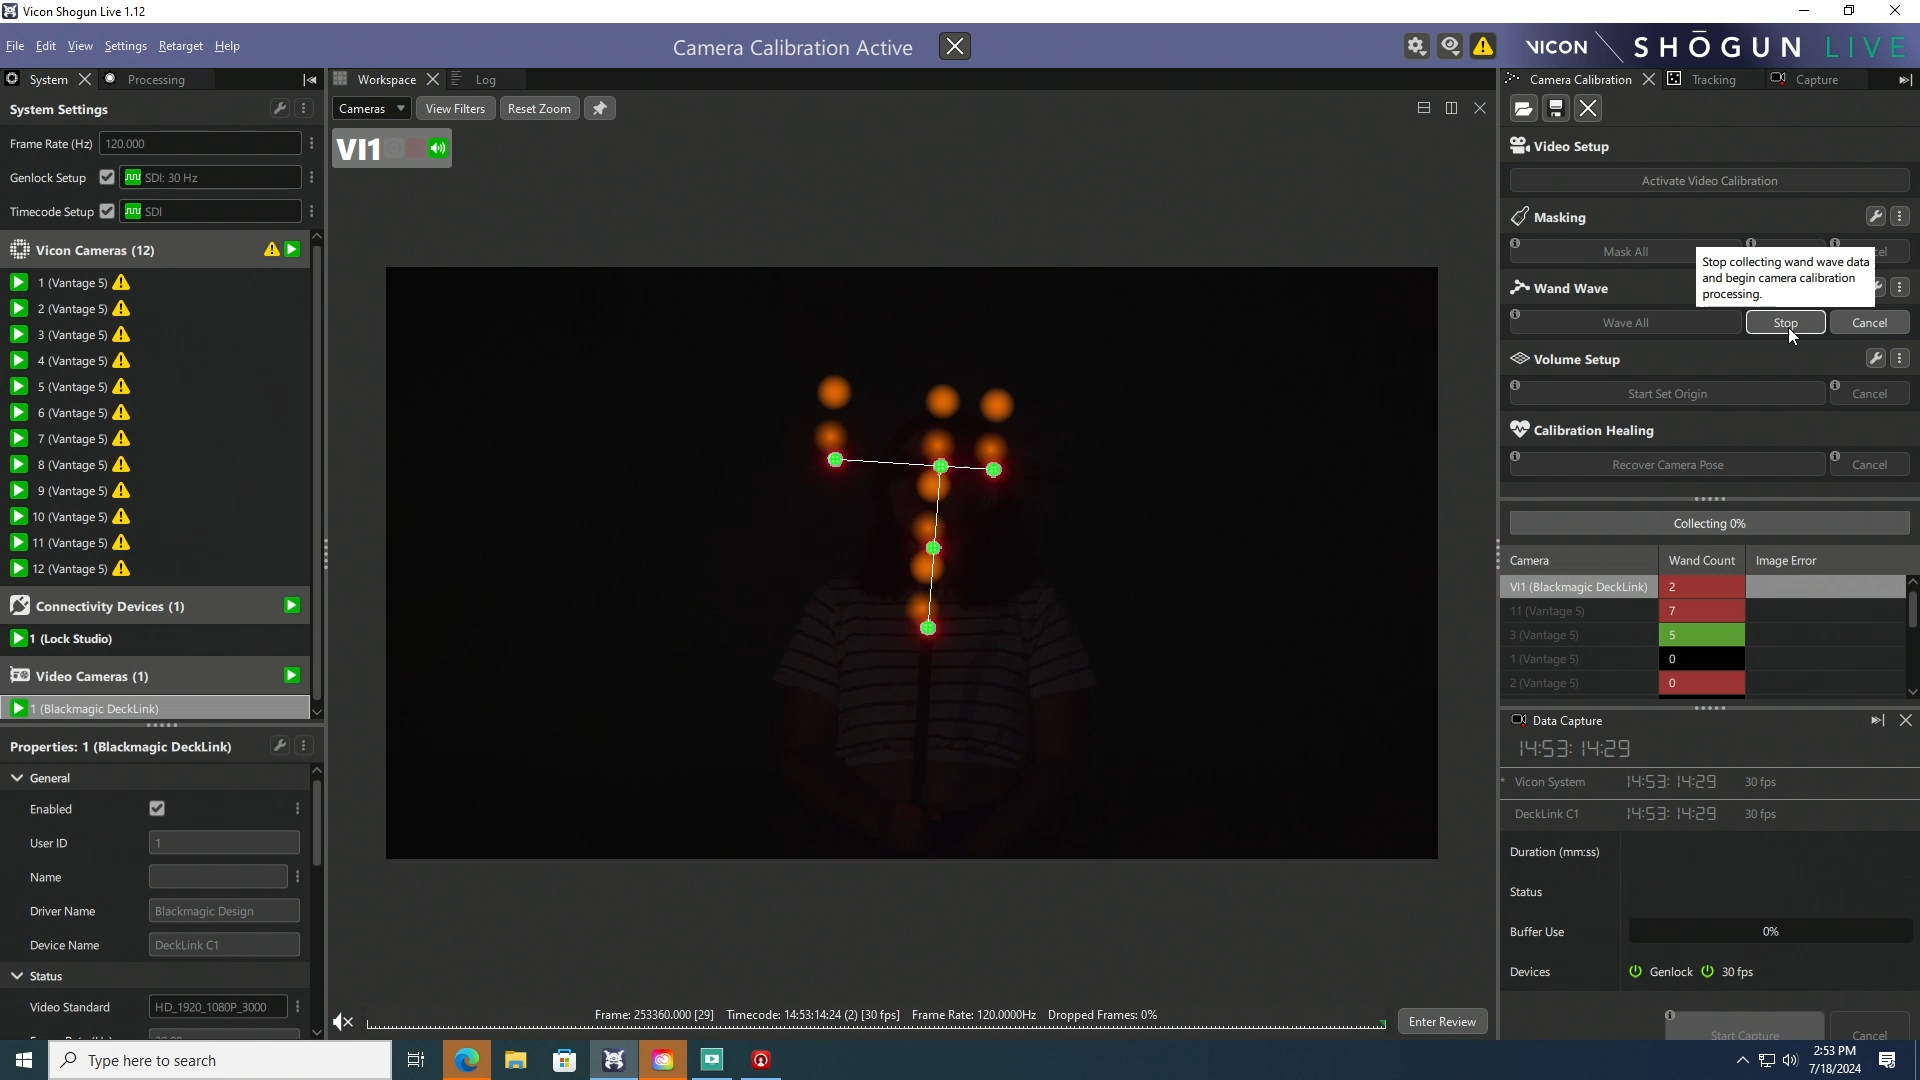 Vicon Shogun Live 1.12
File Edit View Settings Retarget Help
Camera Calibration Active
VICON SHŌGUN LIVE
System
Processing
Workspace
Log
Camera Calibration
Tracking
Capture
System Settings
Frame Rate (Hz) 120.000
Genlock Setup SDI: 30 Hz
Timecode Setup SDI
Vicon Cameras (12)
1 (Vantage 5)
2 (Vantage 5)
3 (Vantage 5)
4 (Vantage 5)
5 (Vantage 5)
6 (Vantage 5)
7 (Vantage 5)
8 (Vantage 5)
9 (Vantage 5)
10 (Vantage 5)
11 (Vantage 5)
12 (Vantage 5)
Connectivity Devices (1)
1 (Lock Studio)
Video Cameras (1)
1 (Blackmagic DeckLink)
Properties: 1 (Blackmagic DeckLink)
General
Enabled
User ID 1
Name
Driver Name Blackmagic Design
Device Name DeckLink C1
Status
Video Standard HD_1920_1080P_3000
Cameras View Filters Reset Zoom
VI1
Frame: 253360.000 [29] Timecode: 14:53:14:24 (2) [30 fps] Frame Rate: 120.0000Hz Dropped Frames: 0%
Enter Review
Video Setup
Activate Video Calibration
Masking
Mask All
Stop collecting wand wave data
and begin camera calibration
processing.
Wand Wave
Wave All Stop Cancel
Volume Setup
Start Set Origin Cancel
Calibration Healing
Recover Camera Pose Cancel
Collecting 0%
Camera Wand Count Image Error
VI1 (Blackmagic DeckLink) 2
11 (Vantage 5) 7
3 (Vantage 5) 5
1 (Vantage 5) 0
2 (Vantage 5) 0
Data Capture
14:53:14:29
* Vicon System 14:53:14:29 30 fps
DeckLink C1 14:53:14:29 30 fps
Duration (mm:ss)
Status
Buffer Use 0%
Devices Genlock 30 fps
Start Capture Cancel
Type here to search
2:53 PM
7/18/2024